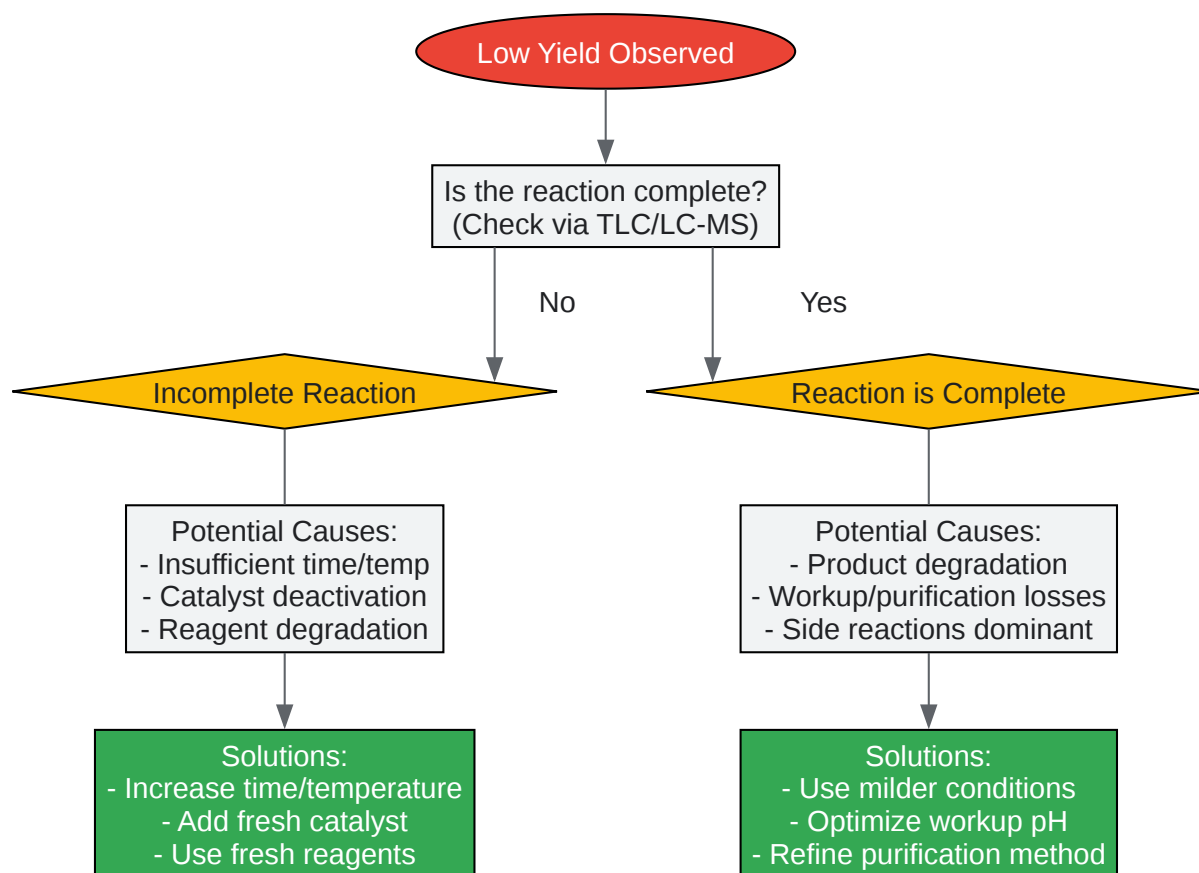 Low Yield Observed
Is the reaction complete?
(Check via TLC/LC-MS)
No
Yes
Incomplete Reaction
Reaction is Complete
Potential Causes:
- Insufficient time/temp
- Catalyst deactivation
- Reagent degradation
Potential Causes:
- Product degradation
- Workup/purification losses
- Side reactions dominant
Solutions:
- Increase time/temperature
- Add fresh catalyst
- Use fresh reagents
Solutions:
- Use milder conditions
- Optimize workup pH
- Refine purification method